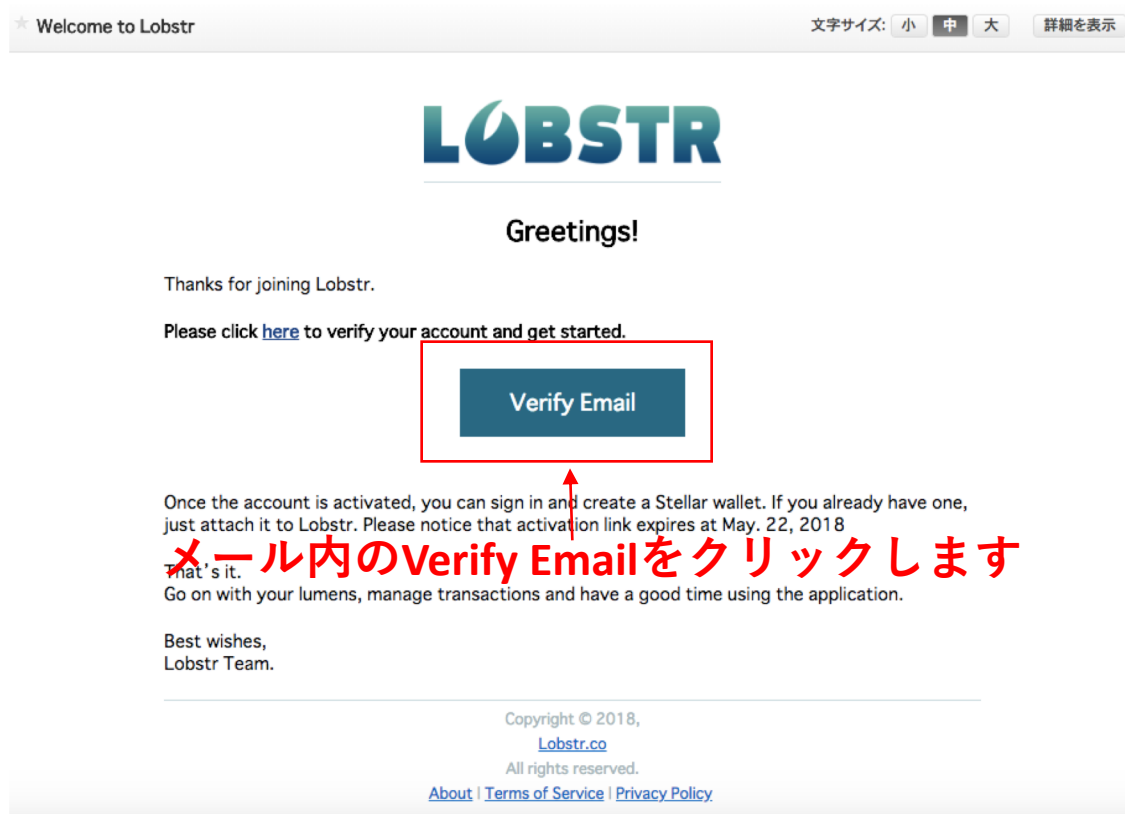 Welcome to Lobstr
文字サイズ: 小 中 大 詳細を表示
LOBSTR
Greetings!
Thanks for joining Lobstr.
Please click here to verify your account and get started.
Verify Email
Once the account is activated, you can sign in and create a Stellar wallet. If you already have one,
just attach it to Lobstr. Please notice that activation link expires at May. 22, 2018
メール内のVerify Emailをクリックします
That's it.
Go on with your lumens, manage transactions and have a good time using the application.
Best wishes,
Lobstr Team.
Copyright © 2018,
Lobstr.co
All rights reserved.
About | Terms of Service | Privacy Policy